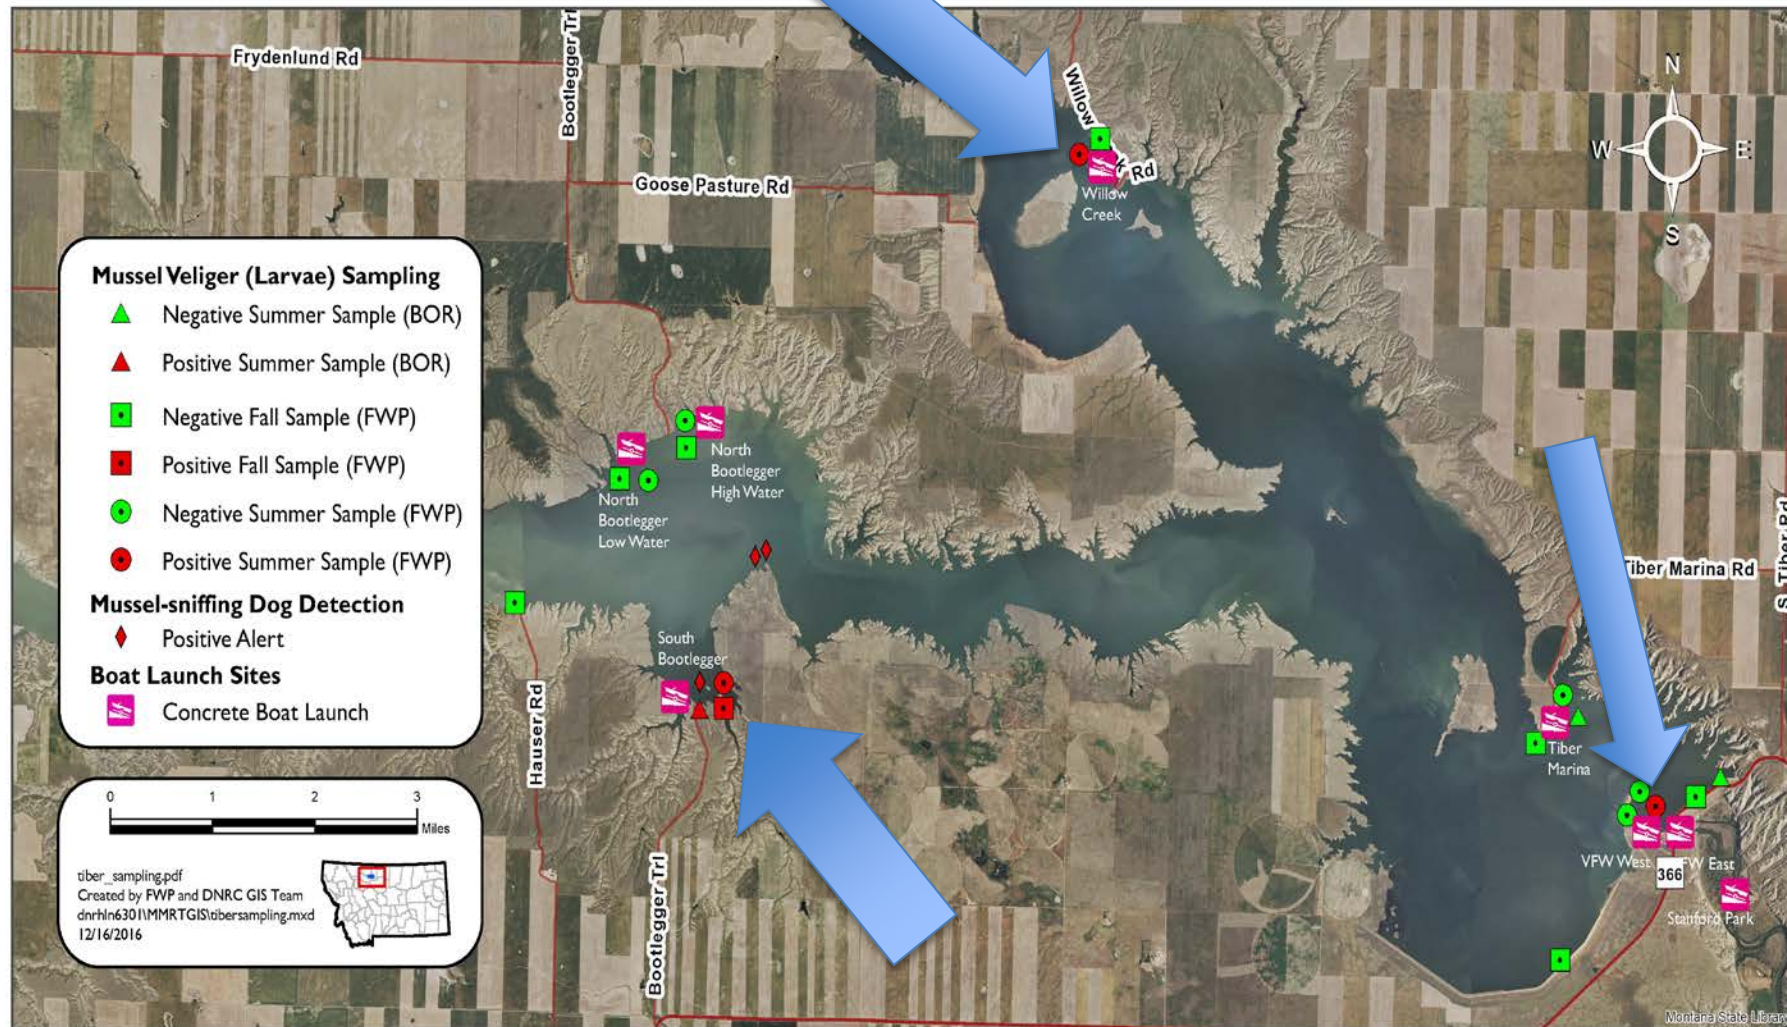 Frydenlund Rd
Bootlegger Trl
Willow
k Rd
Willow
Creek
Goose Pasture Rd
N
W
E
S
Mussel Veliger (Larvae) Sampling
Negative Summer Sample (BOR)
Positive Summer Sample (BOR)
Negative Fall Sample (FWP)
Positive Fall Sample (FWP)
Negative Summer Sample (FWP)
Positive Summer Sample (FWP)
Mussel-sniffing Dog Detection
Positive Alert
Boat Launch Sites
Concrete Boat Launch
North
Bootlegger
High Water
North
Bootlegger
Low Water
South
Bootlegger
Hauser Rd
Bootlegger Trl
Tiber Marina Rd
S Tiber Rd
Tiber
Marina
VFW West
FW East
366
Stanford Park
0 1 2 3
Miles
tiber_sampling.pdf
Created by FWP and DNRC GIS Team
dnrhln6301\MMRTGIS\tibersampling.mxd
12/16/2016
Montana State Library